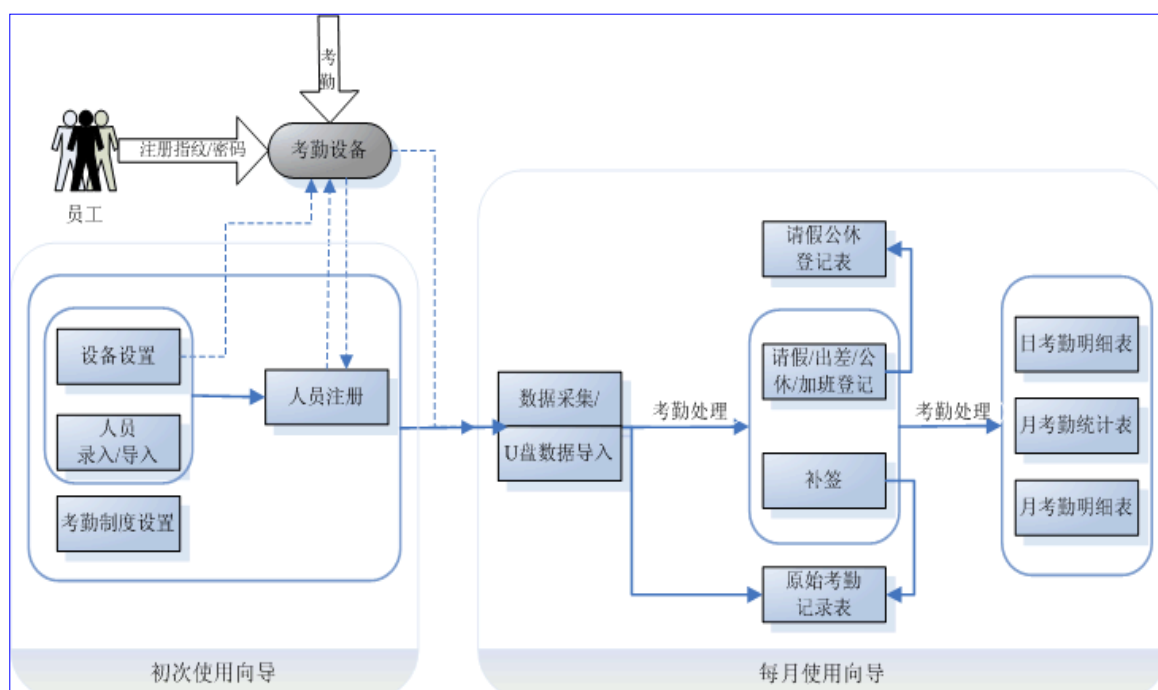 考
勤
注册指纹/密码
考勤设备
员工
设备设置
人员
录入/导入
考勤制度设置
人员注册
初次使用向导
数据采集/
U盘数据导入
考勤处理
请假公休
登记表
请假/出差/公
休/加班登记
补签
原始考勤
记录表
考勤处理
日考勤明细表
月考勤统计表
月考勤明细表
每月使用向导